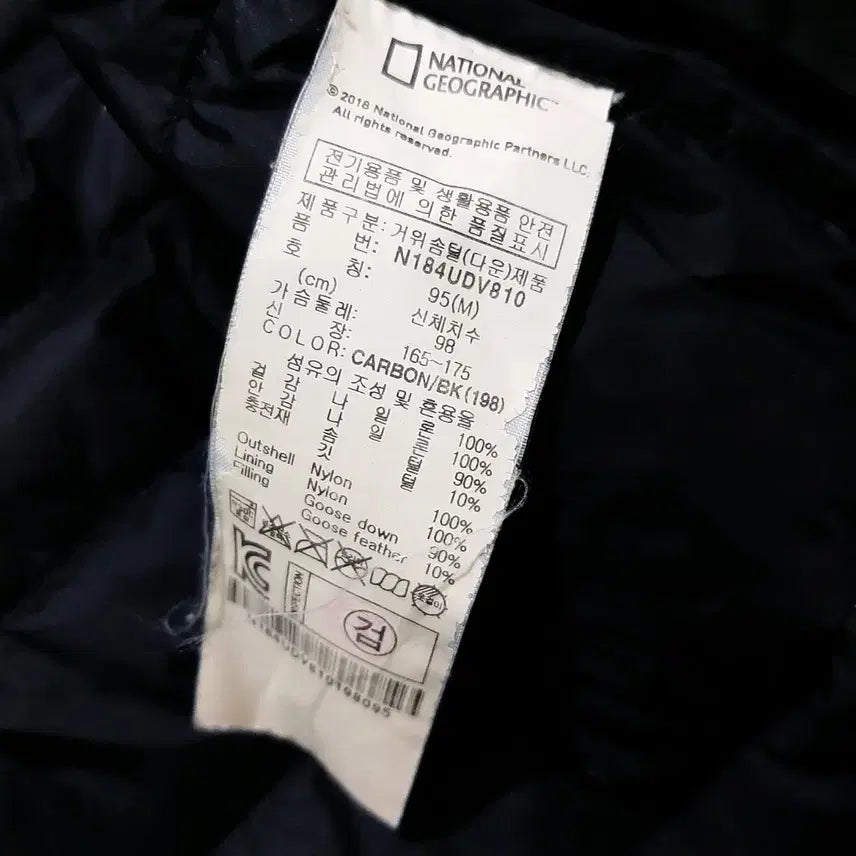 NATIONAL
GEOGRAPHIC™
© 2018 National Geographic Partners LLC.
All rights reserved.
전기용품 및 생활용품 안전
관리법에 의한 품질표시
제품구분: 거위솜털(다운)제품
품 번: N184UDV810
호 칭: 95(M)
(cm) 신체치수
가슴둘레: 98
신 장: 165~175
COLOR: CARBON/BK(198)
섬유의 조성 및 혼용율
겉감 나일론 100%
안감 나일론 100%
충전재 솜털 90%
깃털 10%
Outshell Nylon 100%
Lining Nylon 100%
Filling Goose down 90%
Goose feather 10%
검
N184UDV810198095